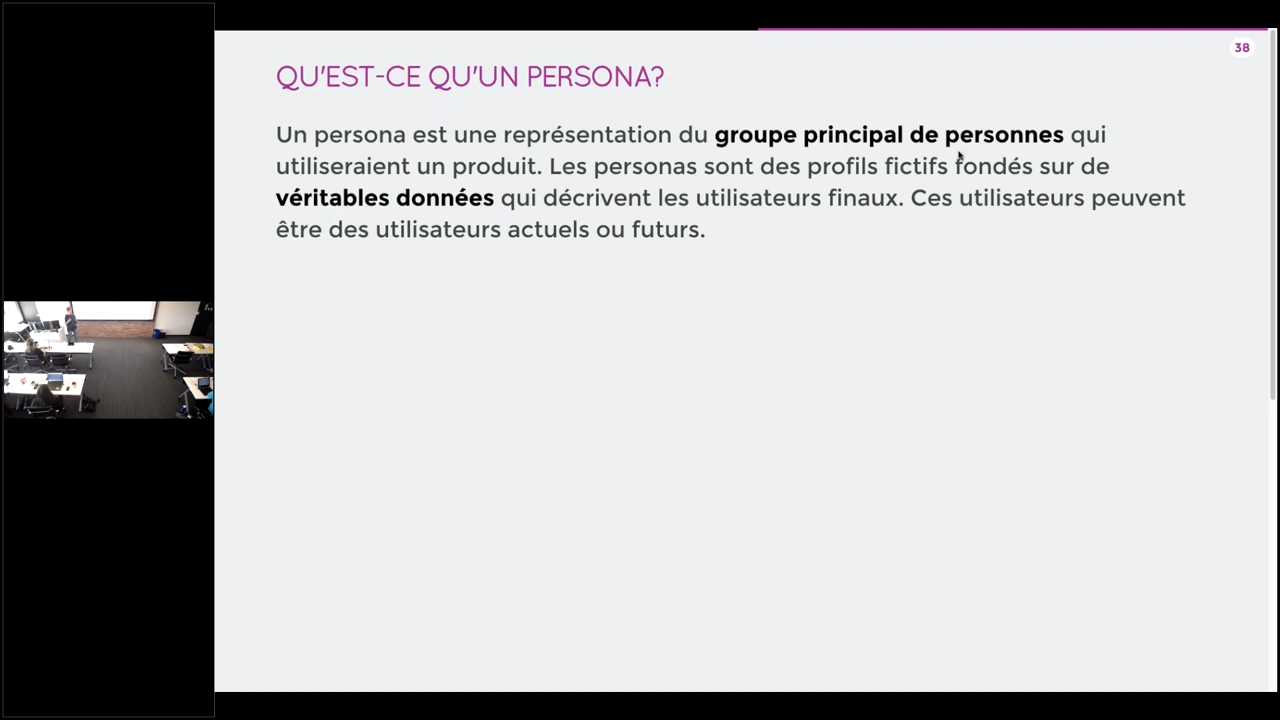 38
QU'EST-CE QU'UN PERSONA?
Un persona est une représentation du groupe principal de personnes qui
utiliseraient un produit. Les personas sont des profils fictifs fondés sur de
véritables données qui décrivent les utilisateurs finaux. Ces utilisateurs peuvent
être des utilisateurs actuels ou futurs.